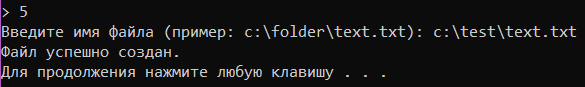 > 5
Введите имя файла (пример: c:\folder\text.txt): c:\test\text.txt
Файл успешно создан.
Для продолжения нажмите любую клавишу . . .